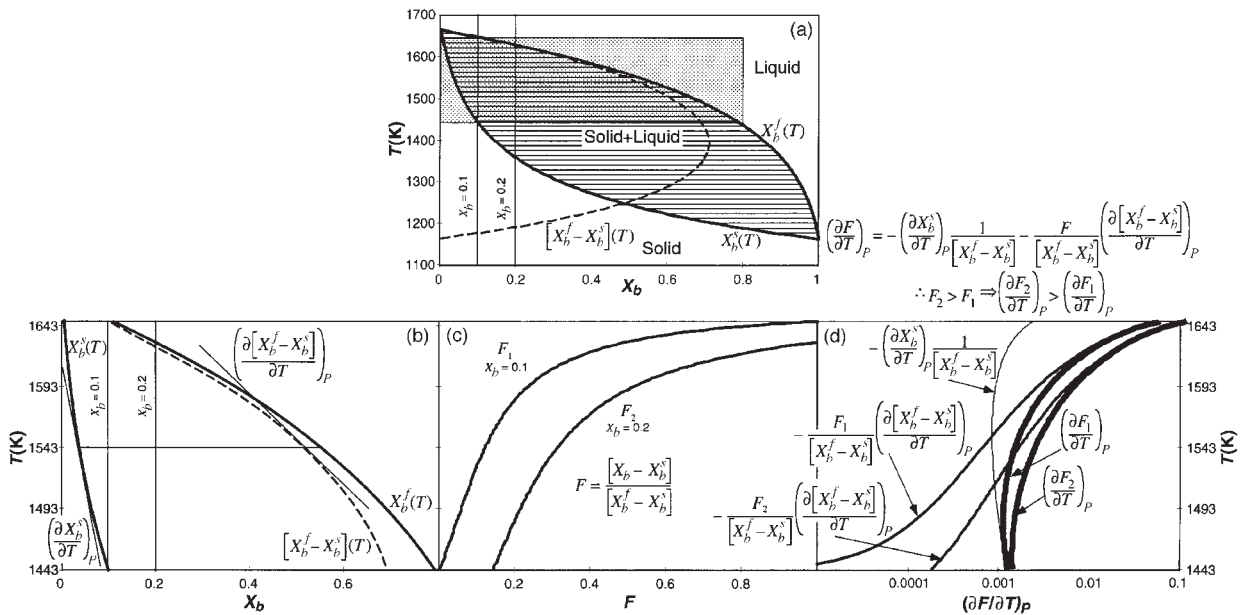 (a)
1700
1600
1500
1400
1300
1200
1100
T(K)
Liquid
Solid+Liquid
Solid
X_b = 0.1
X_b = 0.2
X_b^f(T)
X_b^s(T)
[X_b^f–X_b^s](T)
0 0.2 0.4 0.6 0.8 1
X_b
(∂F/∂T)_P = –(∂X_b^s/∂T)_P 1/[X_b^f–X_b^s] – F/[X_b^f–X_b^s] (∂[X_b^f–X_b^s]/∂T)_P
∴ F_2 > F_1 ⇒ (∂F_2/∂T)_P > (∂F_1/∂T)_P
(b)
1643
1593
1543
1493
1443
T(K)
X_b^s(T)
X_b = 0.1
X_b = 0.2
(∂[X_b^f–X_b^s]/∂T)_P
X_b^f(T)
(∂X_b^s/∂T)_P
[X_b^f–X_b^s](T)
0 0.2 0.4 0.6
X_b
(c)
F_1
X_b = 0.1
F_2
X_b = 0.2
F = [X_b – X_b^s]/[X_b^f – X_b^s]
0 0.2 0.4 0.6 0.8
F
(d)
–(∂X_b^s/∂T)_P 1/[X_b^f–X_b^s]
–F_1/[X_b^f–X_b^s] (∂[X_b^f–X_b^s]/∂T)_P
–F_2/[X_b^f–X_b^s] (∂[X_b^f–X_b^s]/∂T)_P
(∂F_1/∂T)_P
(∂F_2/∂T)_P
1643
1593
1543
1493
1443
T(K)
0.0001 0.001 0.01 0.1
(∂F/∂T)_P